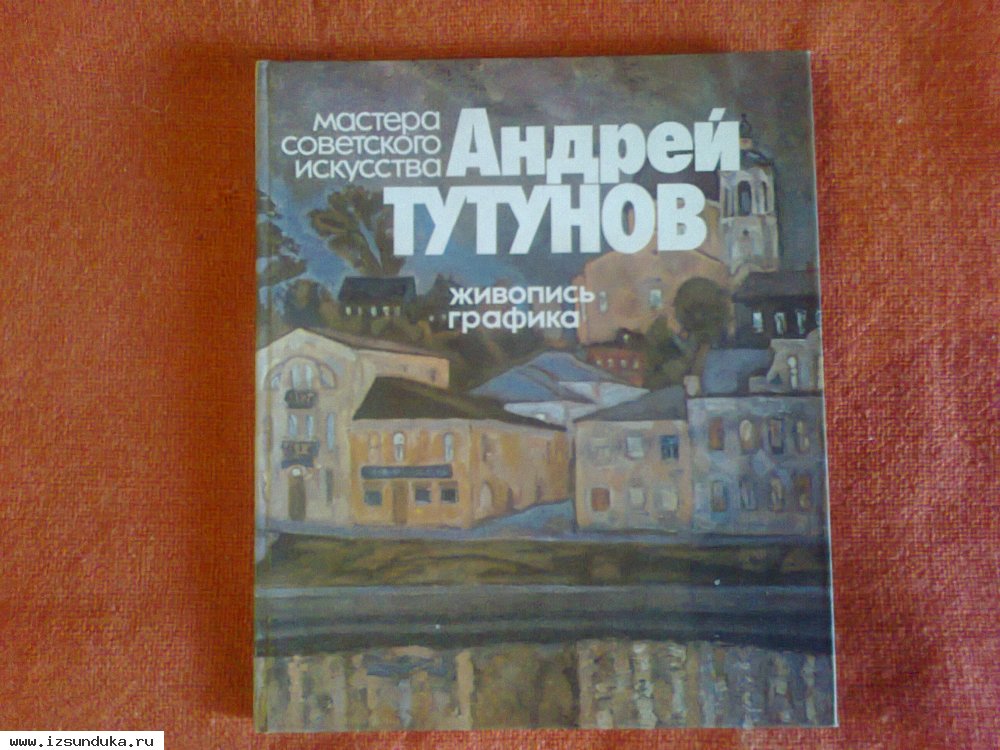 мастера
советского
искусства
Андрей
ТУТУНОВ
живопись
графика
www.izsunduka.ru